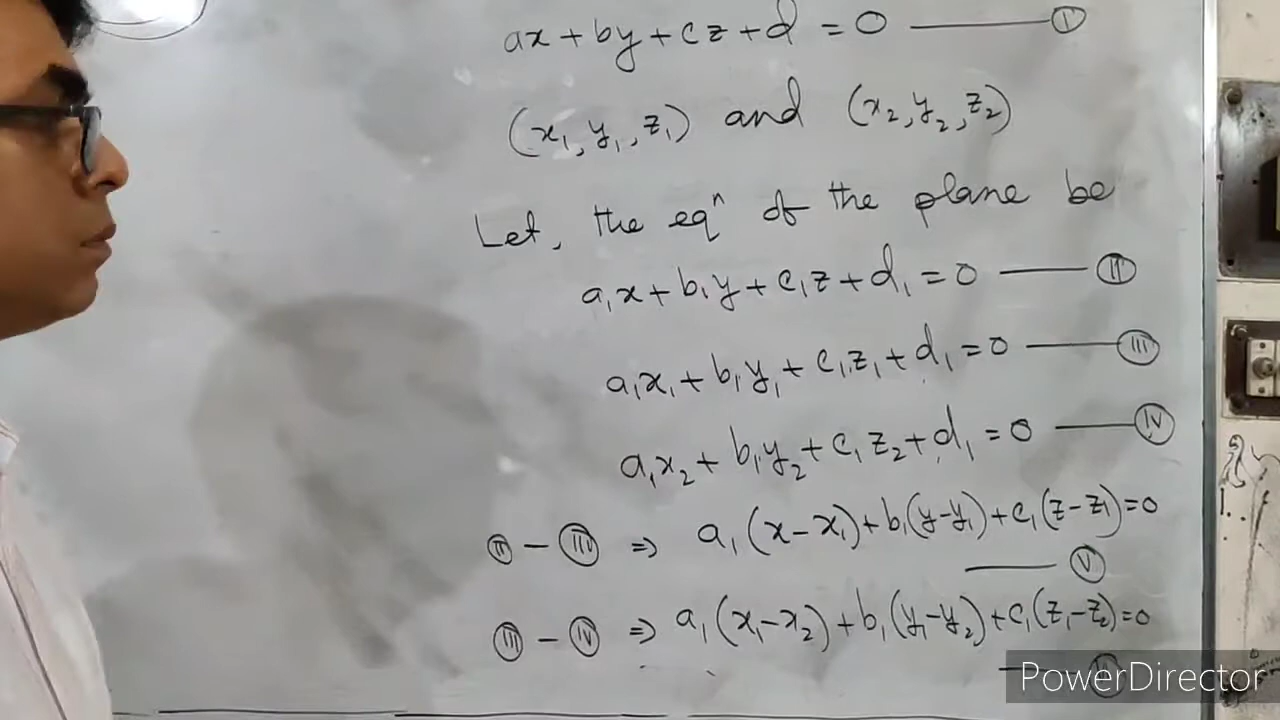 ax + by + cz + d = 0 —— (I)
(x₁, y₁, z₁) and (x₂, y₂, z₂)
Let, the eqⁿ of the plane be
a₁x + b₁y + c₁z + d₁ = 0 —— (II)
a₁x₁ + b₁y₁ + c₁z₁ + d₁ = 0 —— (III)
a₁x₂ + b₁y₂ + c₁z₂ + d₁ = 0 —— (IV)
(II) – (III) ⇒ a₁(x – x₁) + b₁(y – y₁) + c₁(z – z₁) = 0
—— (V)
(III) – (IV) ⇒ a₁(x₁ – x₂) + b₁(y₁ – y₂) + c₁(z₁ – z₂) = 0
PowerDirector